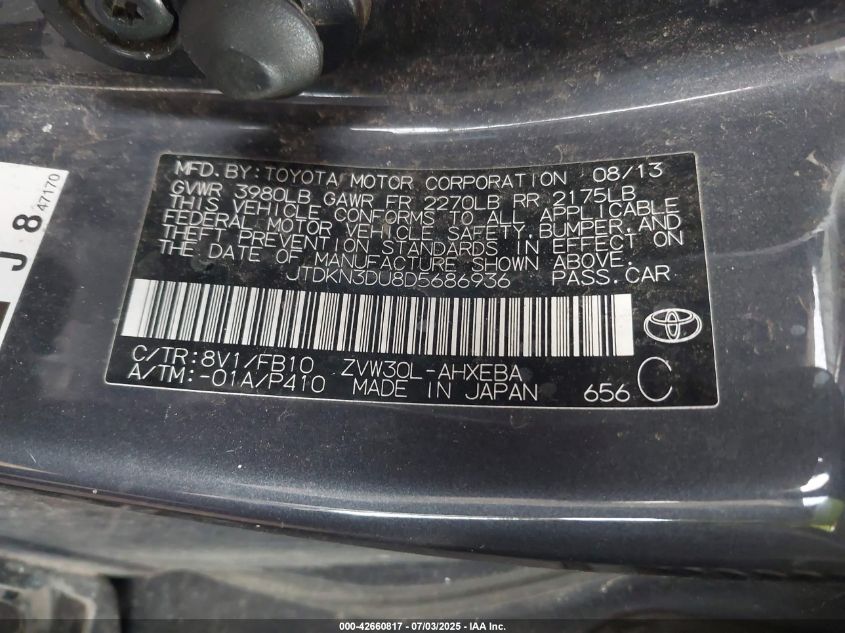 MFD.BY:TOYOTA MOTOR CORPORATION 08/13
GVWR 3980LB GAWR FR 2270LB RR 2175LB
THIS VEHICLE CONFORMS TO ALL APPLICABLE
FEDERAL MOTOR VEHICLE SAFETY,BUMPER,AND
THEFT PREVENTION STANDARDS IN EFFECT ON
THE DATE OF MANUFACTURE SHOWN ABOVE.
JTDKN3DU8D5686936 PASS.CAR
C/TR:8V1/FB10 ZVW30L-AHXEBA
A/TM:-01A/P410 MADE IN JAPAN 656 C
J 8
47170
000-42660817 - 07/03/2025 - IAA Inc.